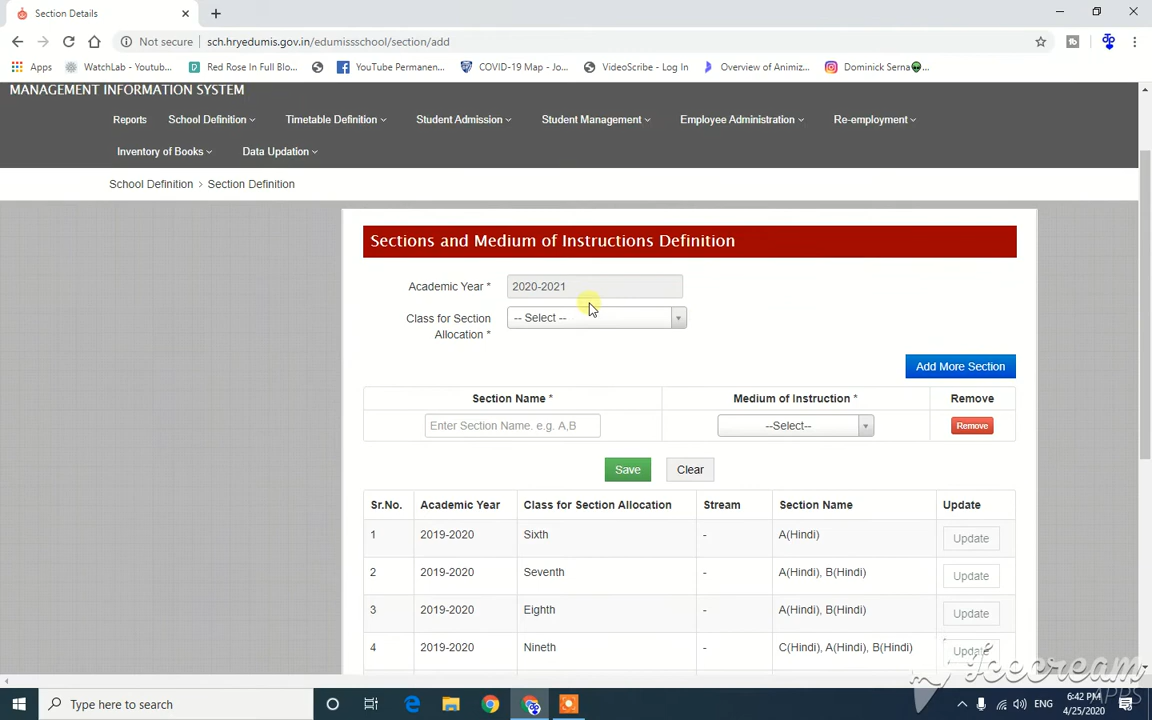 Section Details
Not secure | sch.hryedumis.gov.in/edumissschool/section/add
Apps WatchLab - Youtub... Red Rose In Full Blo... YouTube Permanen... COVID-19 Map - Jo... VideoScribe - Log In Overview of Animiz... Dominick Serna👽...
MANAGEMENT INFORMATION SYSTEM
Reports School Definition Timetable Definition Student Admission Student Management Employee Administration Re-employment
Inventory of Books Data Updation
School Definition > Section Definition
Sections and Medium of Instructions Definition
Academic Year * 2020-2021
Class for Section -- Select --
Allocation *
Add More Section
Section Name * Medium of Instruction * Remove
Enter Section Name. e.g. A,B --Select-- Remove
Save Clear
Sr.No. Academic Year Class for Section Allocation Stream Section Name Update
1 2019-2020 Sixth - A(Hindi) Update
2 2019-2020 Seventh - A(Hindi), B(Hindi) Update
3 2019-2020 Eighth - A(Hindi), B(Hindi) Update
4 2019-2020 Nineth - C(Hindi), A(Hindi), B(Hindi) Update
Icecream
APPS
Type here to search
ENG
6:42 PM
4/25/2020